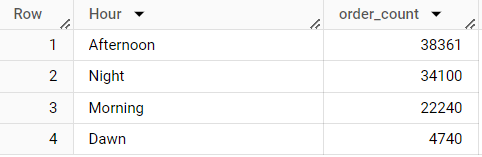 Row Hour order_count
1 Afternoon 38361
2 Night 34100
3 Morning 22240
4 Dawn 4740